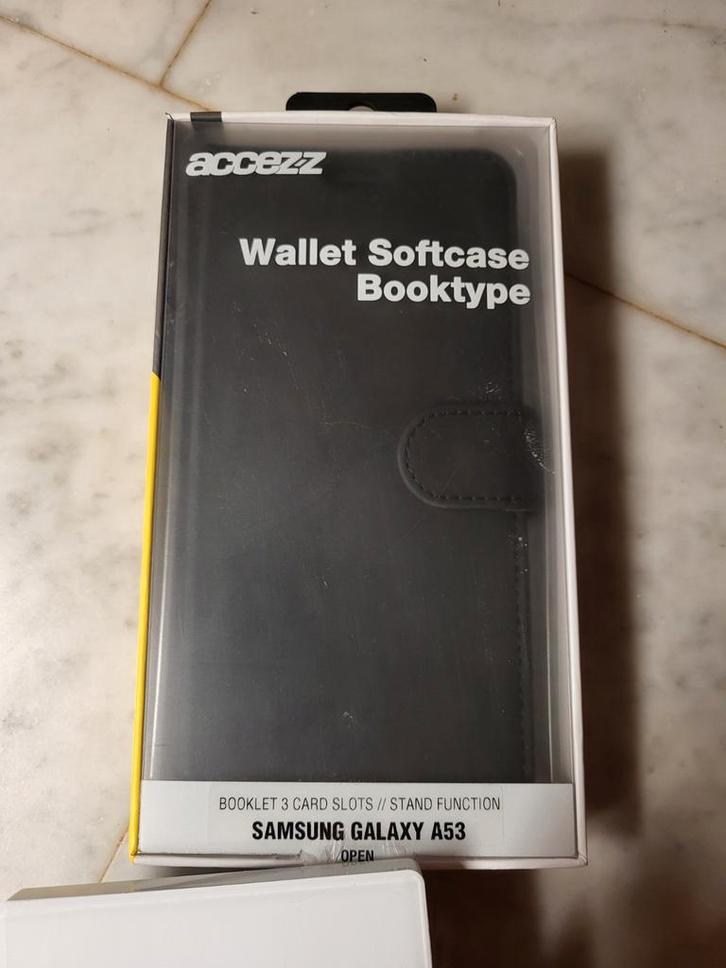 accezz
Wallet Softcase
Booktype
BOOKLET 3 CARD SLOTS // STAND FUNCTION
SAMSUNG GALAXY A53
OPEN